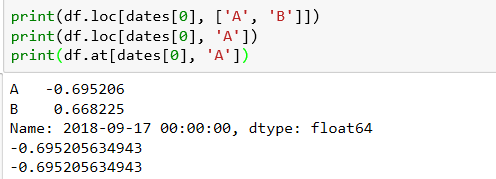 print(df.loc[dates[0], ['A', 'B']])
print(df.loc[dates[0], 'A'])
print(df.at[dates[0], 'A'])
A   -0.695206
B    0.668225
Name: 2018-09-17 00:00:00, dtype: float64
-0.695205634943
-0.695205634943